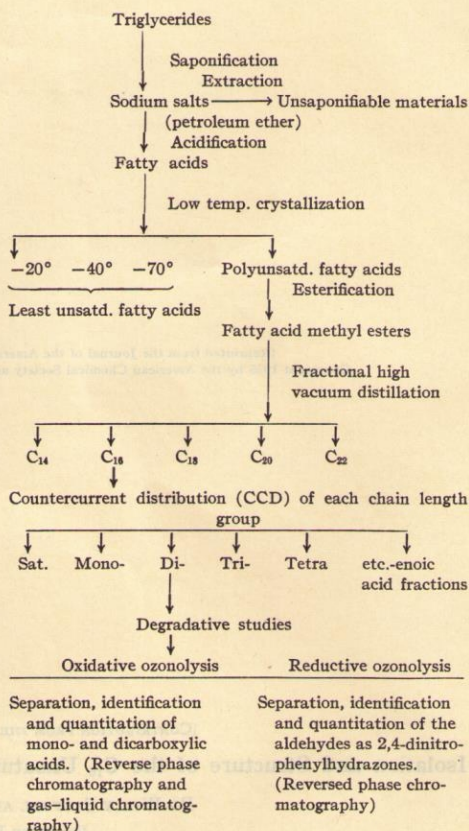 Triglycerides
Saponification
Extraction
Sodium salts → Unsaponifiable materials
(petroleum ether)
Acidification
Fatty acids
Low temp. crystallization
−20° −40° −70° Polyunsatd. fatty acids
Esterification
Least unsatd. fatty acids
Fatty acid methyl esters
Fractional high
vacuum distillation
C₁₄ C₁₆ C₁₈ C₂₀ C₂₂
Countercurrent distribution (CCD) of each chain length
group
Sat. Mono- Di- Tri- Tetra etc.-enoic
acid fractions
Degradative studies
Oxidative ozonolysis Reductive ozonolysis
Separation, identification
and quantitation of
mono- and dicarboxylic
acids. (Reverse phase
chromatography and
gas–liquid chromatog-
raphy)
Separation, identification
and quantitation of the
aldehydes as 2,4-dinitro-
phenylhydrazones.
(Reversed phase chro-
matography)